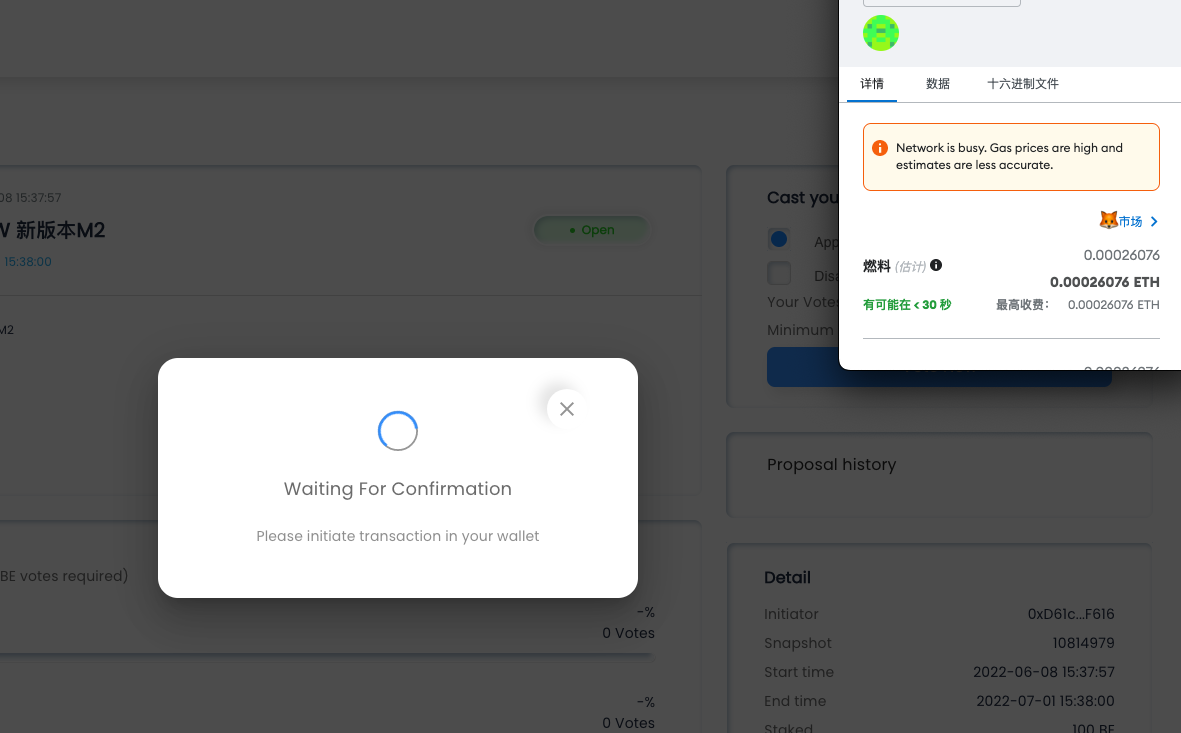 08 15:37:57
W 新版本M2
Open
15:38:00
M2
Waiting For Confirmation
Please initiate transaction in your wallet
BE votes required)
-%
0 Votes
-%
0 Votes
Cast you
App
Disa
Your Votes
Minimum
Proposal history
Detail
Initiator 0xD61c...F616
Snapshot 10814979
Start time 2022-06-08 15:37:57
End time 2022-07-01 15:38:00
Staked 100 BE
详情 数据 十六进制文件
Network is busy. Gas prices are high and
estimates are less accurate.
市场
0.00026076
燃料 (估计) 0.00026076 ETH
有可能在 < 30 秒 最高收费: 0.00026076 ETH
0.00026076